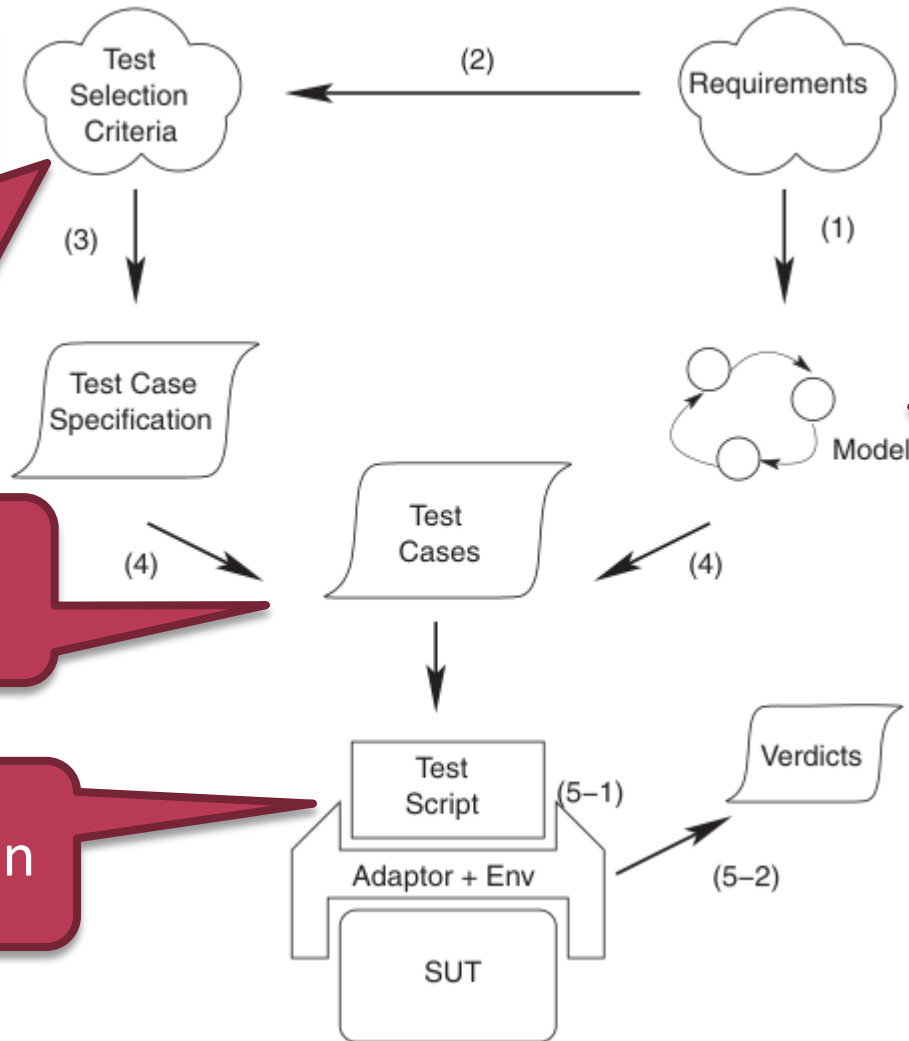 Test
Selection
Criteria
(2)
Requirements
(3)
(1)
Test Case
Specification
Model
Test
Cases
(4)
(4)
Test
Script
(5–1)
Verdicts
n
Adaptor + Env
(5–2)
SUT